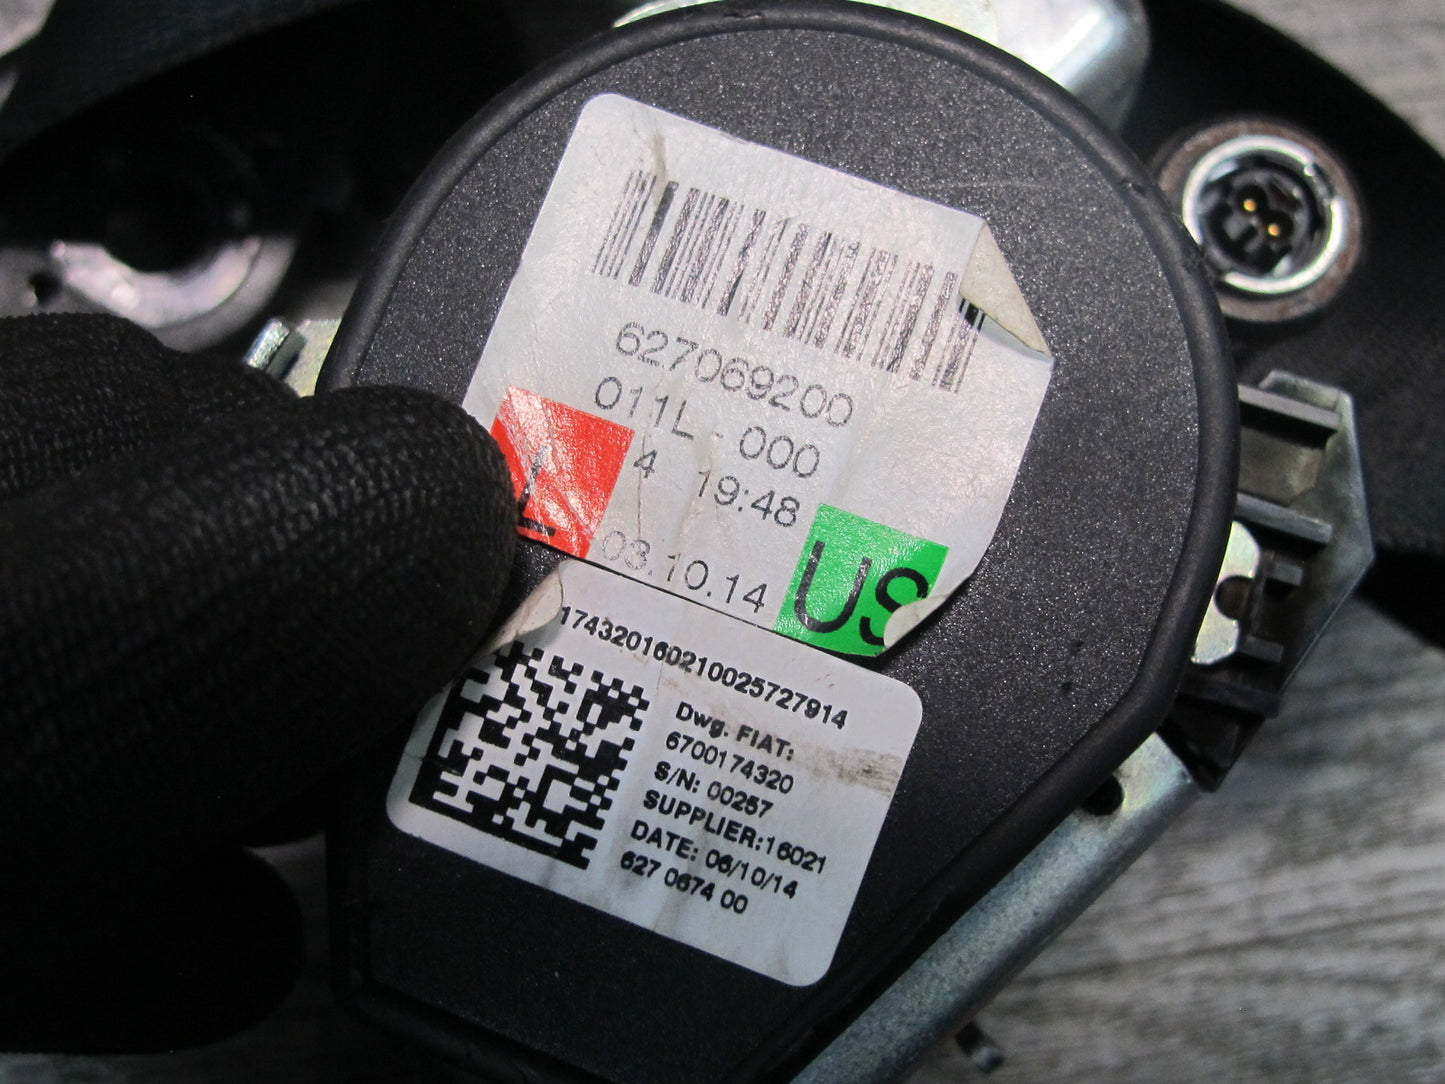 627069200
011L - 000
4 19:48
L
03.10.14
US
174320160210025727914
Dwg. FIAT:
6700174320
S/N: 00257
SUPPLIER:16021
DATE: 06/10/14
627 0674 00